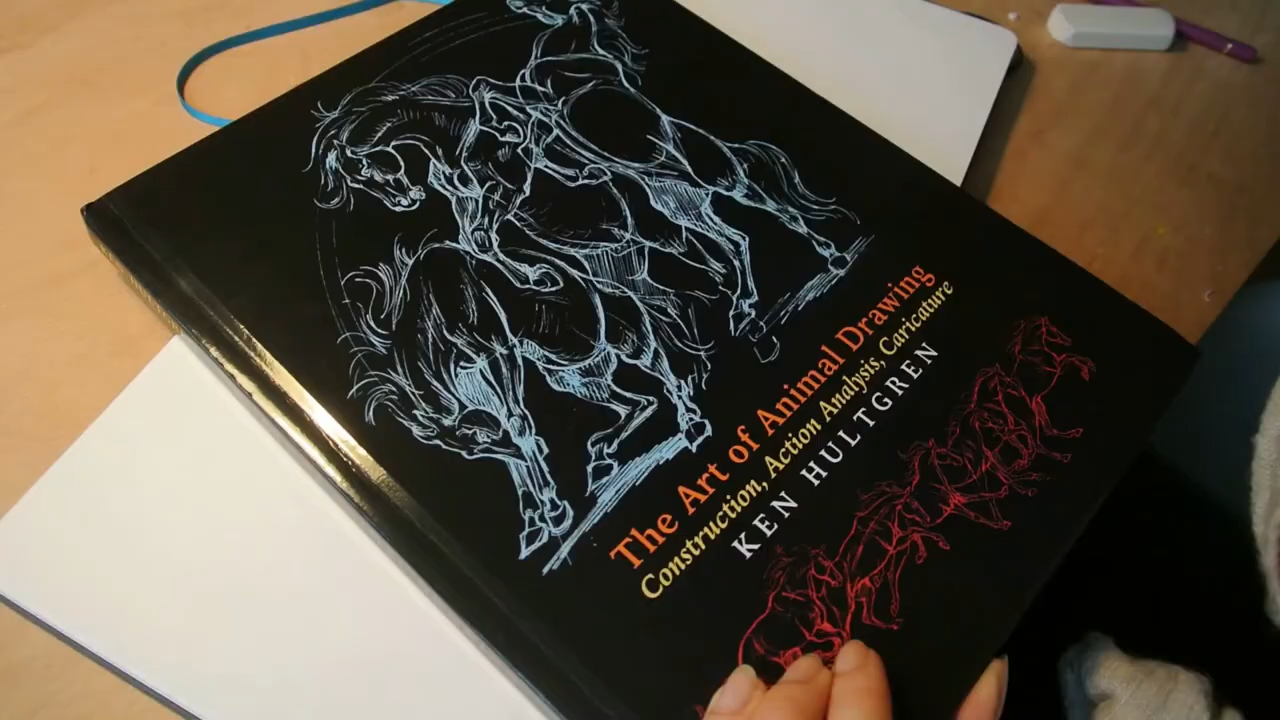 The Art of Animal Drawing
Construction, Action Analysis, Caricature
KEN HULTGREN